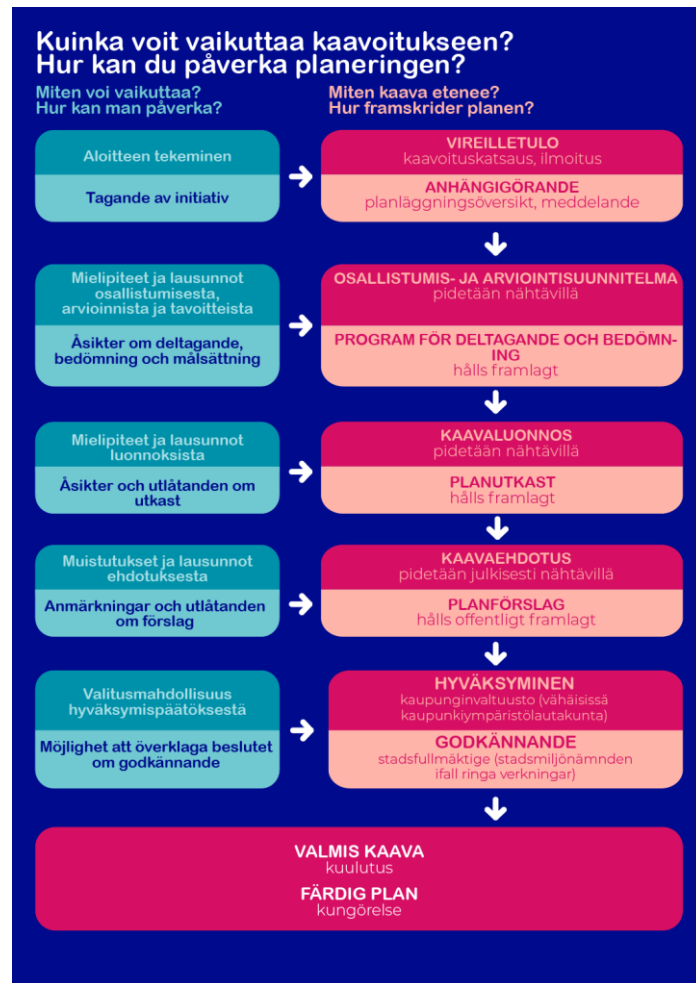 Kuinka voit vaikuttaa kaavoitukseen?
Hur kan du påverka planeringen?
Miten voi vaikuttaa?
Hur kan man påverka?
Miten kaava etenee?
Hur framskrider planen?
Aloitteen tekeminen
Tagande av initiativ
VIREILLETULO
kaavoituskatsaus, ilmoitus
ANHÄNGIGÖRANDE
planläggningsöversikt, meddelande
Mielipiteet ja lausunnot
osallistumisesta,
arvioinnista ja tavoitteista
Åsikter om deltagande,
bedömning och målsättning
OSALLISTUMIS- JA ARVIOINTISUUNNITELMA
pidetään nähtävillä
PROGRAM FÖR DELTAGANDE OCH BEDÖMN-
ING
hålls framlagt
Mielipiteet ja lausunnot
luonnoksista
Åsikter och utlåtanden om
utkast
KAAVALUONNOS
pidetään nähtävillä
PLANUTKAST
hålls framlagt
Muistutukset ja lausunnot
ehdotuksesta
Anmärkningar och utlåtanden
om förslag
KAAVAEHDOTUS
pidetään julkisesti nähtävillä
PLANFÖRSLAG
hålls offentligt framlagt
Valitusmahdollisuus
hyväksymispäätöksestä
Möjlighet att överklaga beslutet
om godkännande
HYVÄKSYMINEN
kaupunginvaltuusto (vähäisissä
kaupunkiympäristölautakunta)
GODKÄNNANDE
stadsfullmäktige (stadsmiljönämnden
ifall ringa verkningar)
VALMIS KAAVA
kuulutus
FÄRDIG PLAN
kungörelse